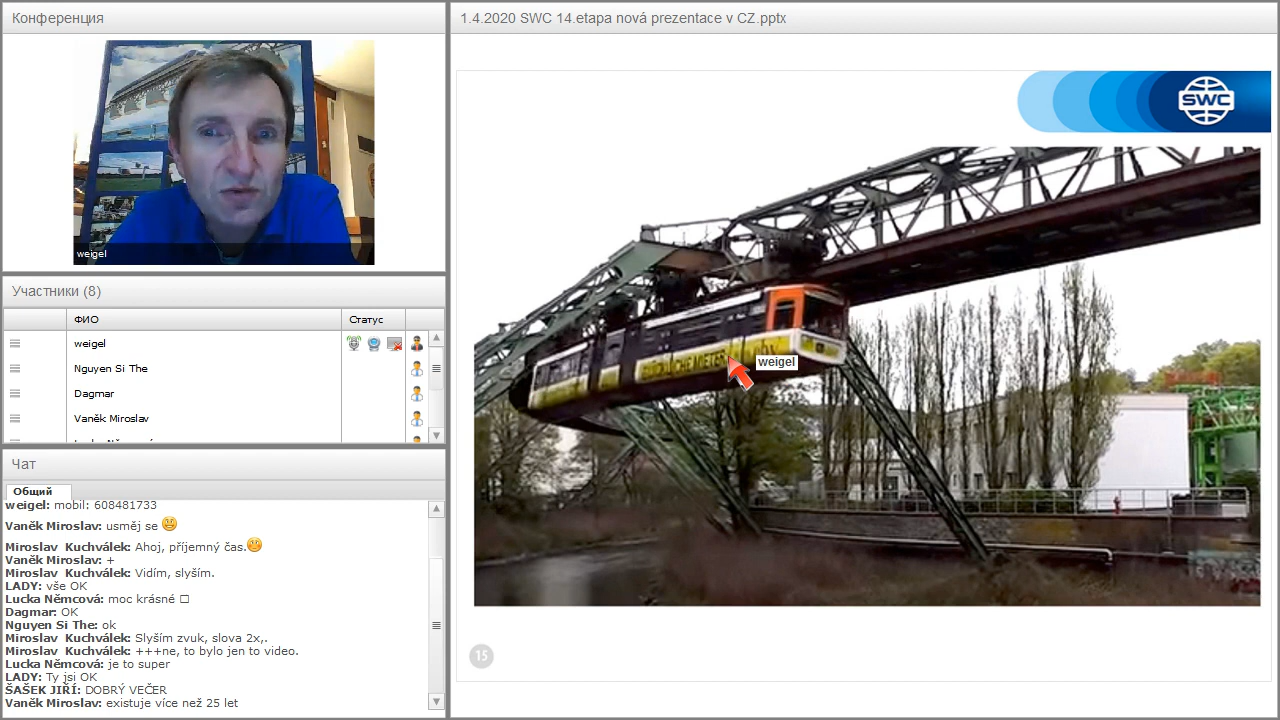 Конференция
weigel
Участники (8)
ФИО
Статус
weigel
Nguyen Si The
Dagmar
Vaněk Miroslav
Чат
Общий
weigel: mobil: 608481733
Vaněk Miroslav: usměj se
Miroslav Kuchválek: Ahoj, příjemný čas.
Vaněk Miroslav: +
Miroslav Kuchválek: Vidím, slyším.
LADY: vše OK
Lucka Němcová: moc krásné
Dagmar: OK
Nguyen Si The: ok
Miroslav Kuchválek: Slyším zvuk, slova 2x,.
Miroslav Kuchválek: +++ne, to bylo jen to video.
Lucka Němcová: je to super
LADY: Ty jsi OK
ŠAŠEK JIŘÍ: DOBRÝ VEČER
Vaněk Miroslav: existuje více než 25 let
1.4.2020 SWC 14.etapa nová prezentace v CZ.pptx
SWC
weigel
15